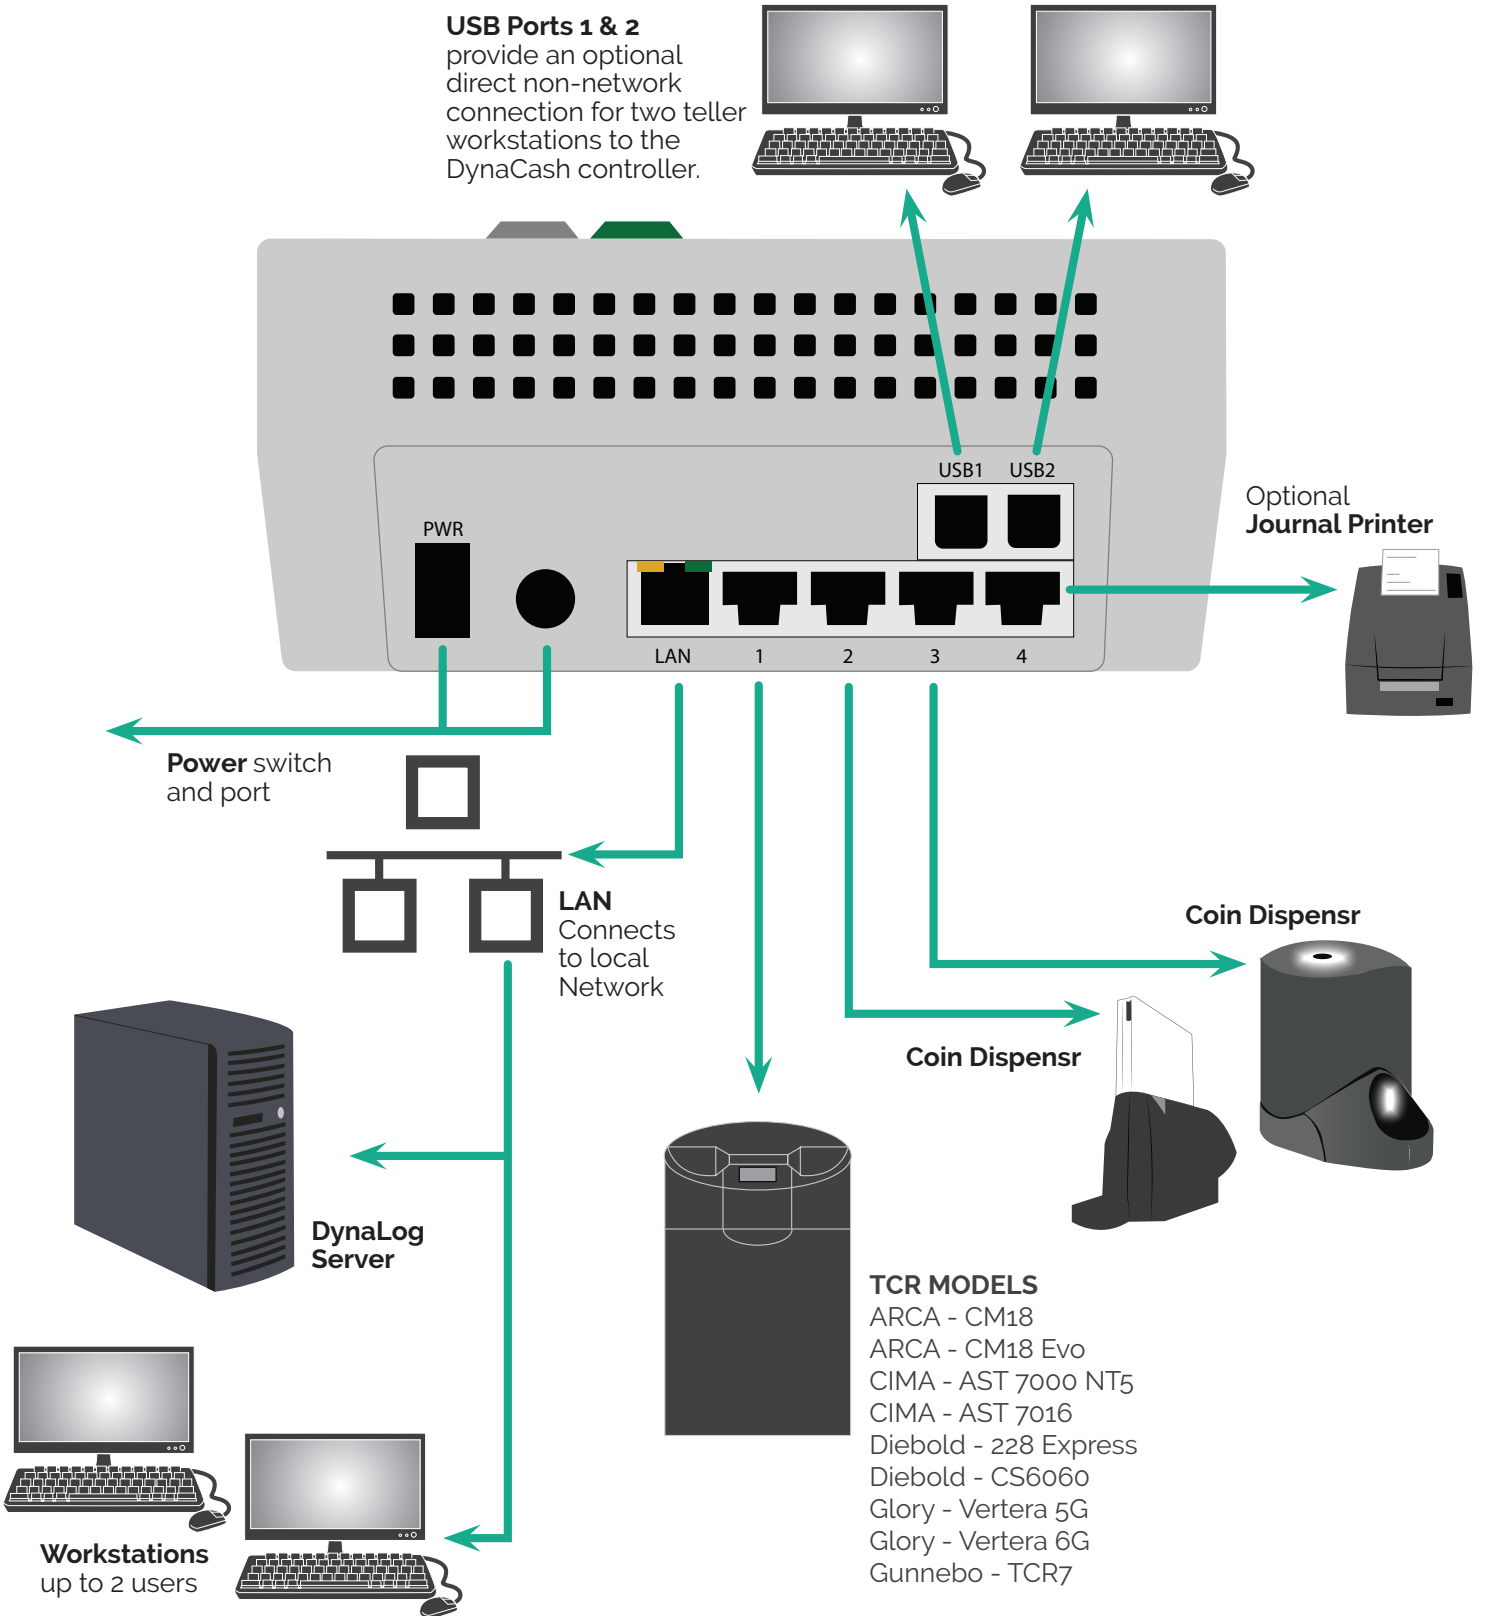 USB Ports 1 & 2
provide an optional
direct non-network
connection for two teller
workstations to the
DynaCash controller.
USB1 USB2
PWR
Optional
Journal Printer
LAN 1 2 3 4
Power switch
and port
LAN
Connects
to local
Network
Coin Dispensr
Coin Dispensr
DynaLog
Server
TCR MODELS
ARCA - CM18
ARCA - CM18 Evo
CIMA - AST 7000 NT5
CIMA - AST 7016
Diebold - 228 Express
Diebold - CS6060
Glory - Vertera 5G
Glory - Vertera 6G
Gunnebo - TCR7
Workstations
up to 2 users